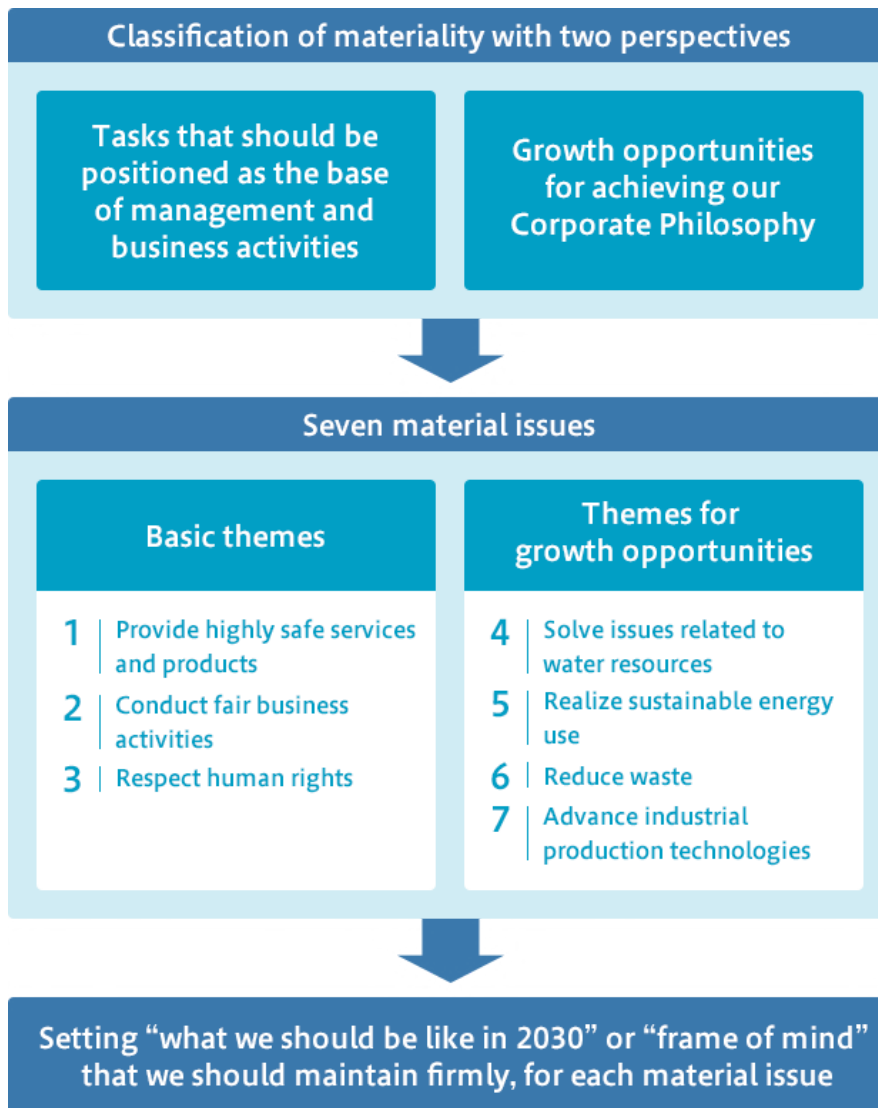 Classification of materiality with two perspectives
Tasks that should be
positioned as the base
of management and
business activities
Growth opportunities
for achieving our
Corporate Philosophy
Seven material issues
Basic themes
1 Provide highly safe services
and products
2 Conduct fair business
activities
3 Respect human rights
Themes for
growth opportunities
4 Solve issues related to
water resources
5 Realize sustainable energy
use
6 Reduce waste
7 Advance industrial
production technologies
Setting “what we should be like in 2030” or “frame of mind”
that we should maintain firmly, for each material issue